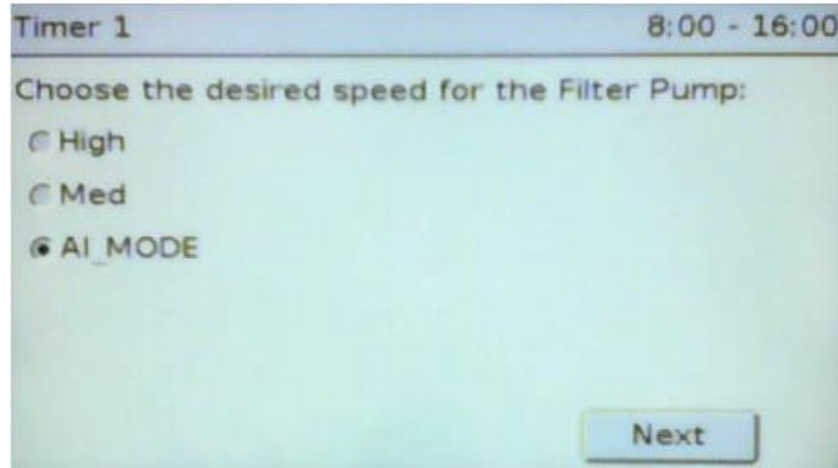 Timer 1 8:00 - 16:00
Choose the desired speed for the Filter Pump:
High
Med
AI_MODE
Next